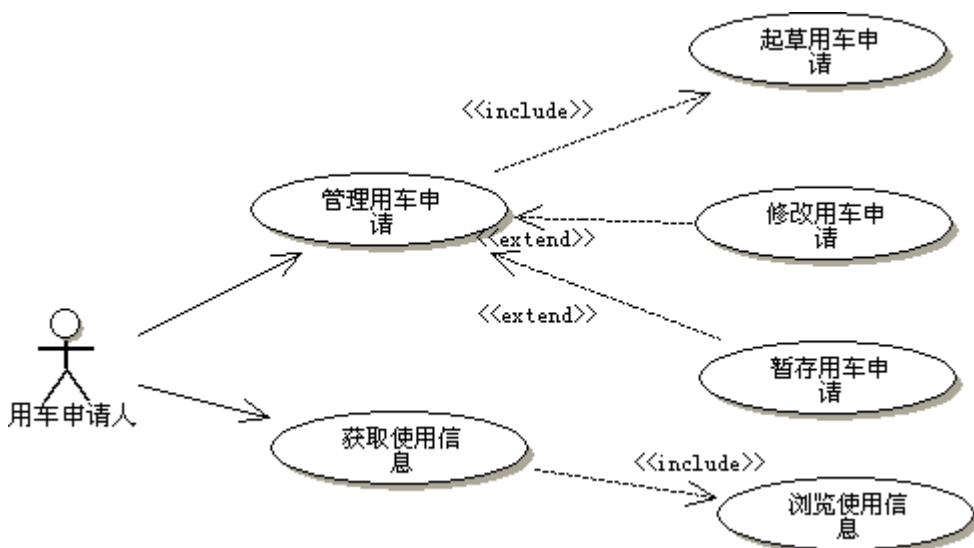 起草用车申
请
<<include>>
管理用车申
请
修改用车申
请
<<extend>>
<<extend>>
暂存用车申
请
用车申请人
获取使用信
息
<<include>>
浏览使用信
息